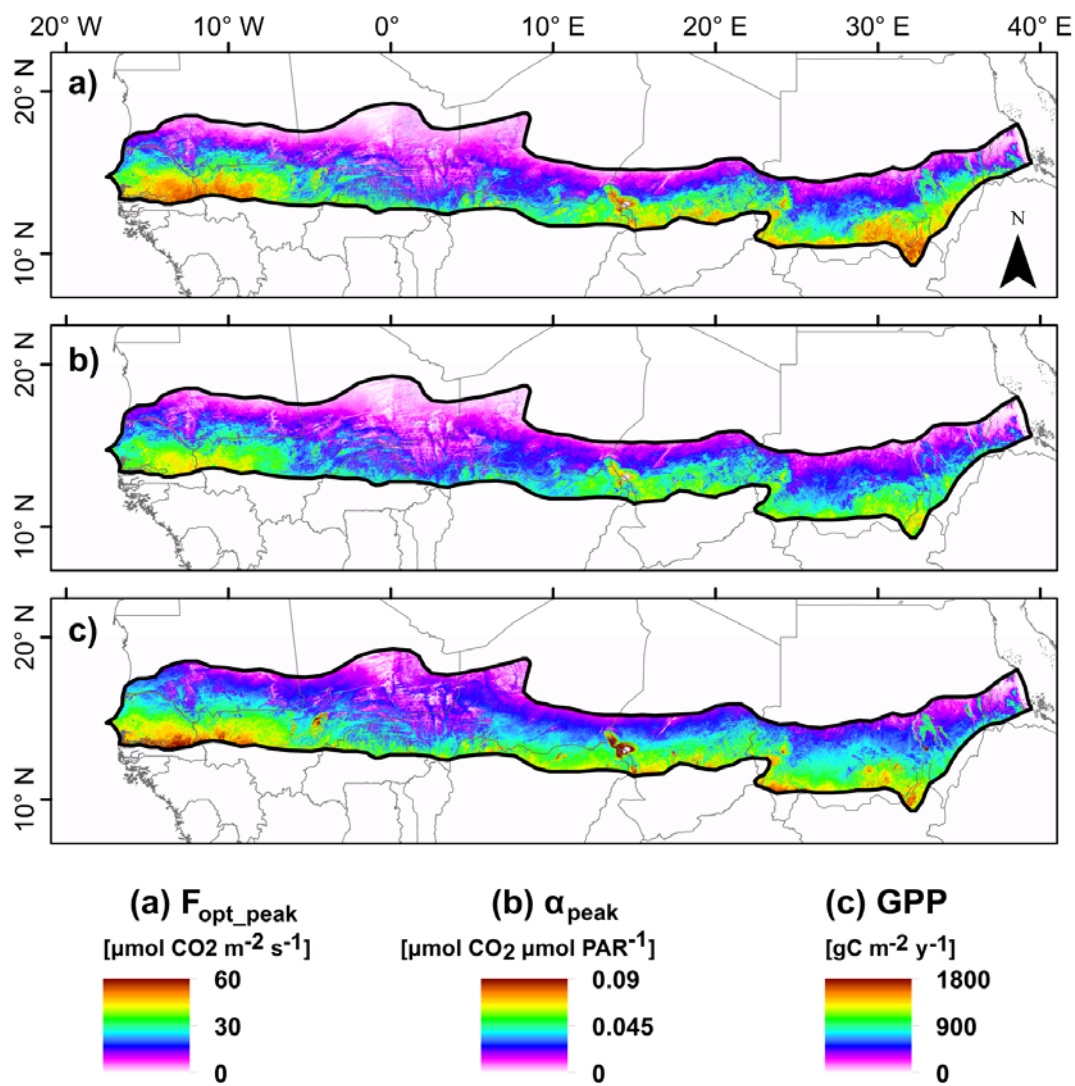 20° W 10° W 0° 10° E 20° E 30° E 40° E
a)
20° N
10° N
N
b)
20° N
10° N
c)
20° N
10° N
(a) Fopt_peak (b) αpeak (c) GPP
[µmol CO2 m-2 s-1] [µmol CO2 µmol PAR-1] [gC m-2 y-1]
60 0.09 1800
30 0.045 900
0 0 0